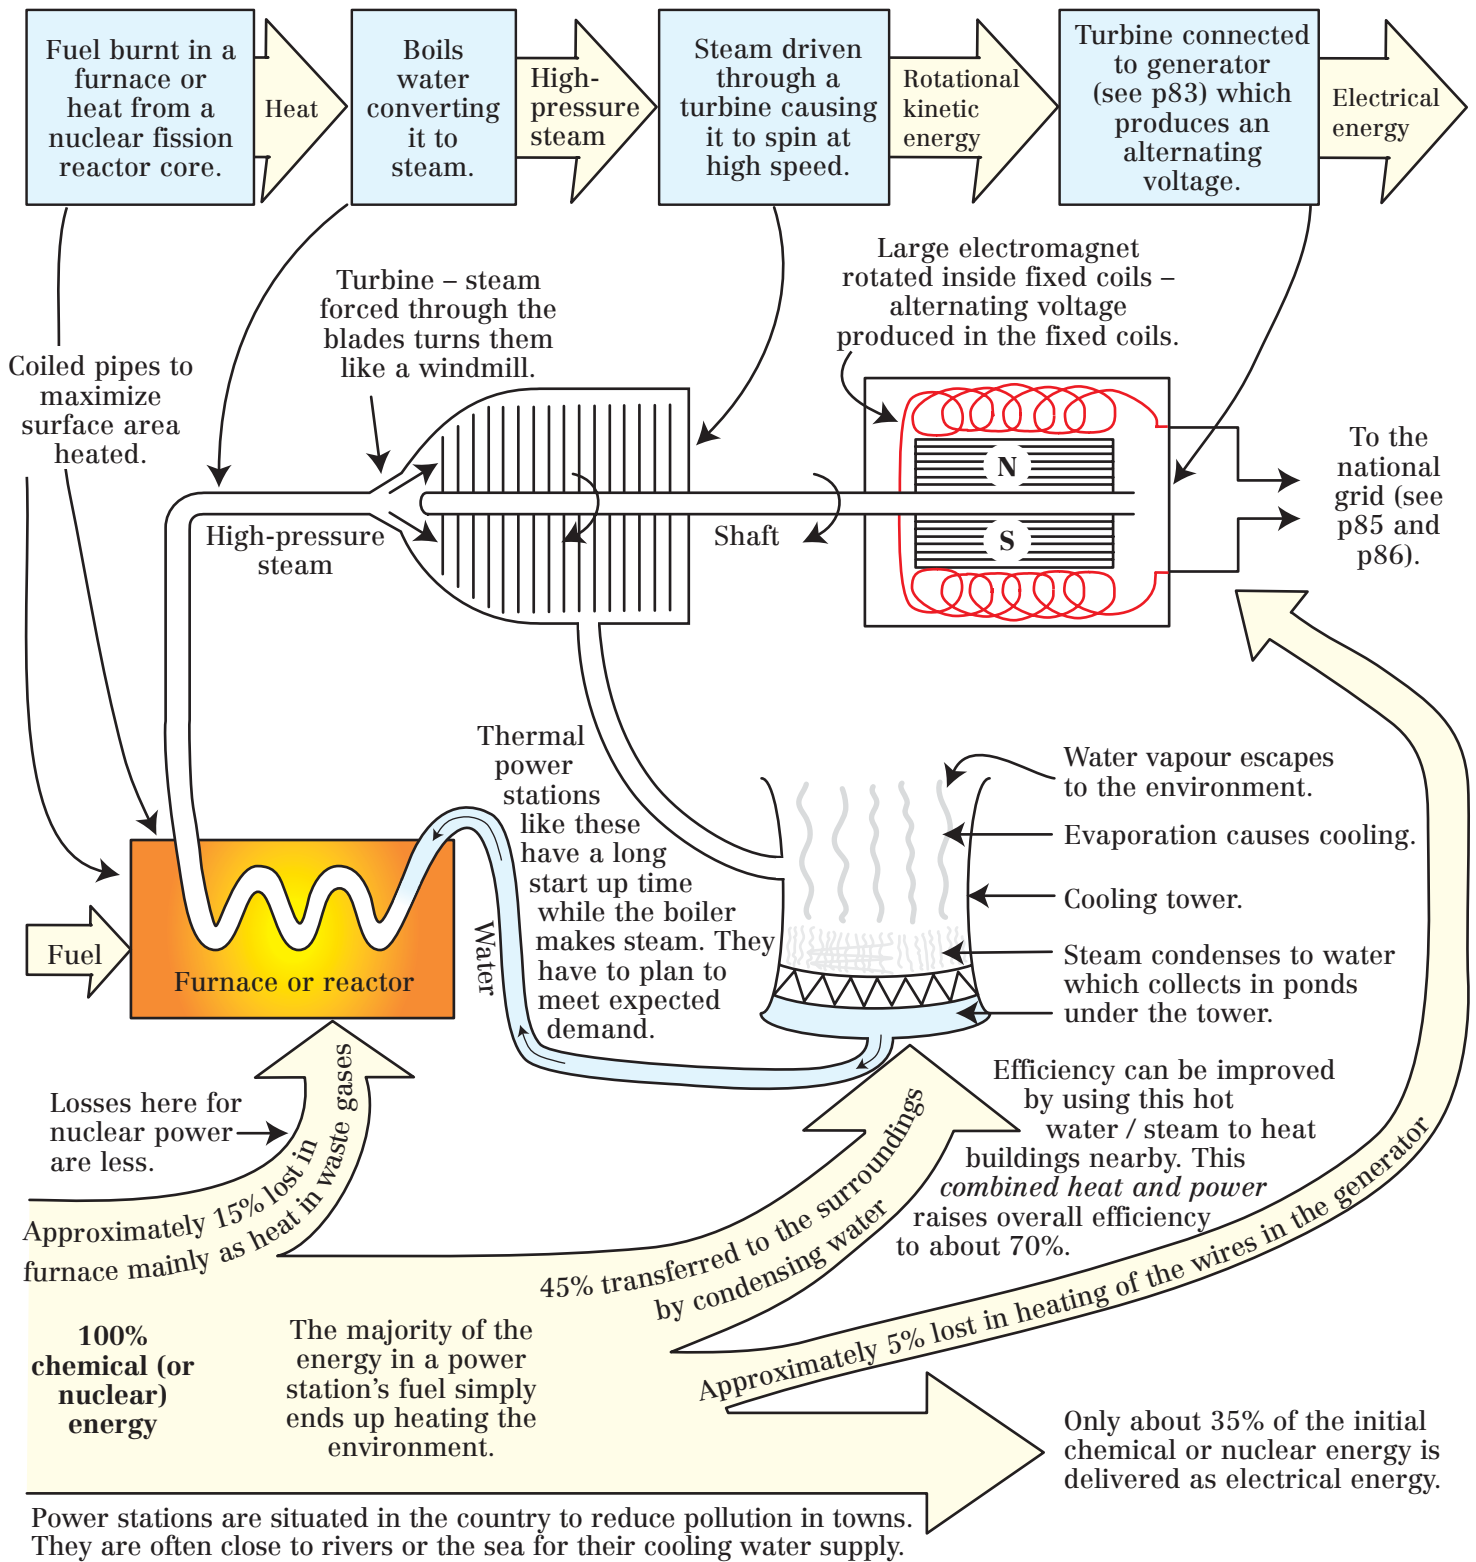 Fuel burnt in a
furnace or
heat from a
nuclear fission
reactor core.
Heat
Boils
water
converting
it to
steam.
High-
pressure
steam
Steam driven
through a
turbine causing
it to spin at
high speed.
Rotational
kinetic
energy
Turbine connected
to generator
(see p83) which
produces an
alternating
voltage.
Electrical
energy
Large electromagnet
rotated inside fixed coils –
alternating voltage
produced in the fixed coils.
Turbine – steam
forced through the
blades turns them
like a windmill.
Coiled pipes to
maximize
surface area
heated.
N
S
To the
national
grid (see
p85 and
p86).
High-pressure
steam
Shaft
Thermal
power
stations
like these
have a long
start up time
while the boiler
makes steam. They
have to plan to
meet expected
demand.
Water vapour escapes
to the environment.
Evaporation causes cooling.
Cooling tower.
Steam condenses to water
which collects in ponds
under the tower.
Fuel
Furnace or reactor
Water
Losses here for
nuclear power
are less.
Efficiency can be improved
by using this hot
water / steam to heat
buildings nearby. This
combined heat and power
raises overall efficiency
to about 70%.
Approximately 15% lost in
furnace mainly as heat in waste gases
45% transferred to the surroundings
by condensing water
Approximately 5% lost in heating of the wires in the generator
100%
chemical (or
nuclear)
energy
The majority of the
energy in a power
station's fuel simply
ends up heating the
environment.
Only about 35% of the initial
chemical or nuclear energy is
delivered as electrical energy.
Power stations are situated in the country to reduce pollution in towns.
They are often close to rivers or the sea for their cooling water supply.